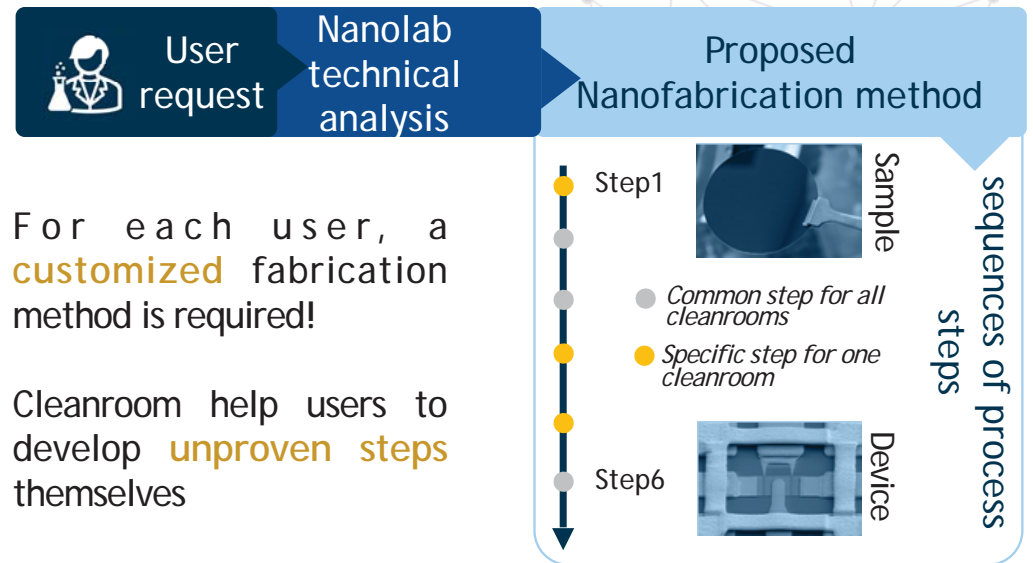 User
request
Nanolab
technical
analysis
Proposed
Nanofabrication method
For each user, a
customized fabrication
method is required!
Cleanroom help users to
develop unproven steps
themselves
Step1
Sample
Common step for all
cleanrooms
Specific step for one
cleanroom
Step6
Device
sequences of process
steps